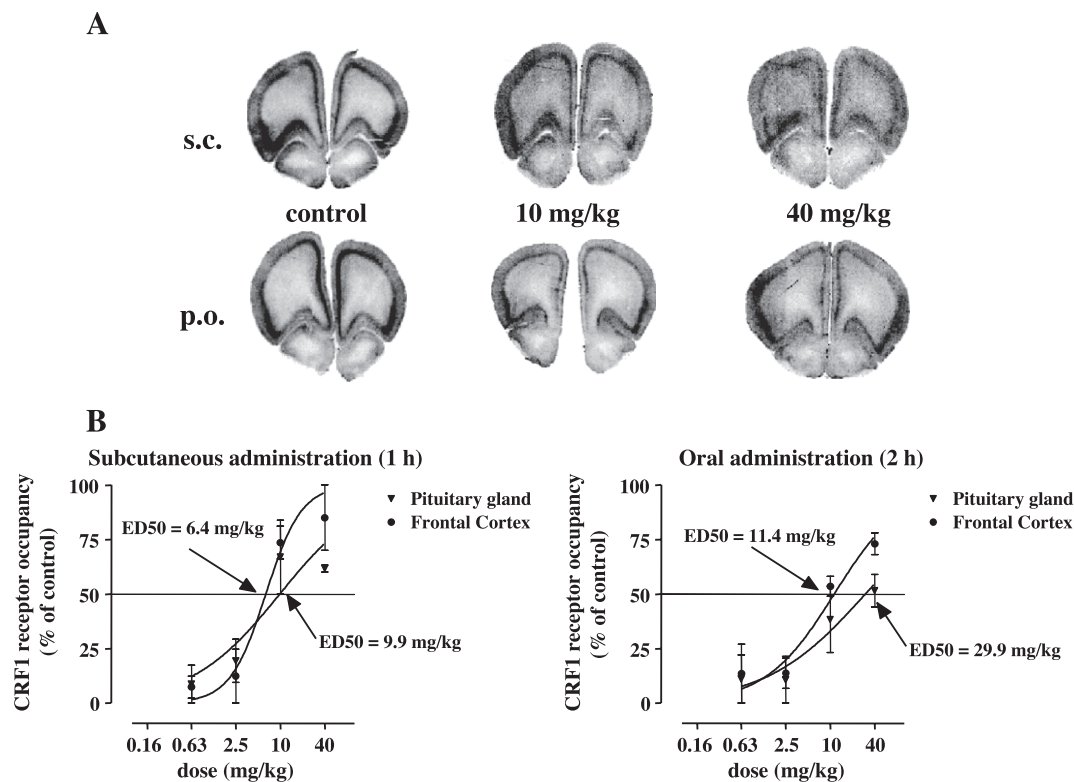 A
s.c.
control
10 mg/kg
40 mg/kg
p.o.
B
Subcutaneous administration (1 h)
CRF1 receptor occupancy
(% of control)
100
75
50
25
0
ED50 = 6.4 mg/kg
ED50 = 9.9 mg/kg
Pituitary gland
Frontal Cortex
0.16 0.63 2.5 10 40
dose (mg/kg)
Oral administration (2 h)
CRF1 receptor occupancy
(% of control)
100
75
50
25
0
ED50 = 11.4 mg/kg
ED50 = 29.9 mg/kg
Pituitary gland
Frontal Cortex
0.16 0.63 2.5 10 40
dose (mg/kg)